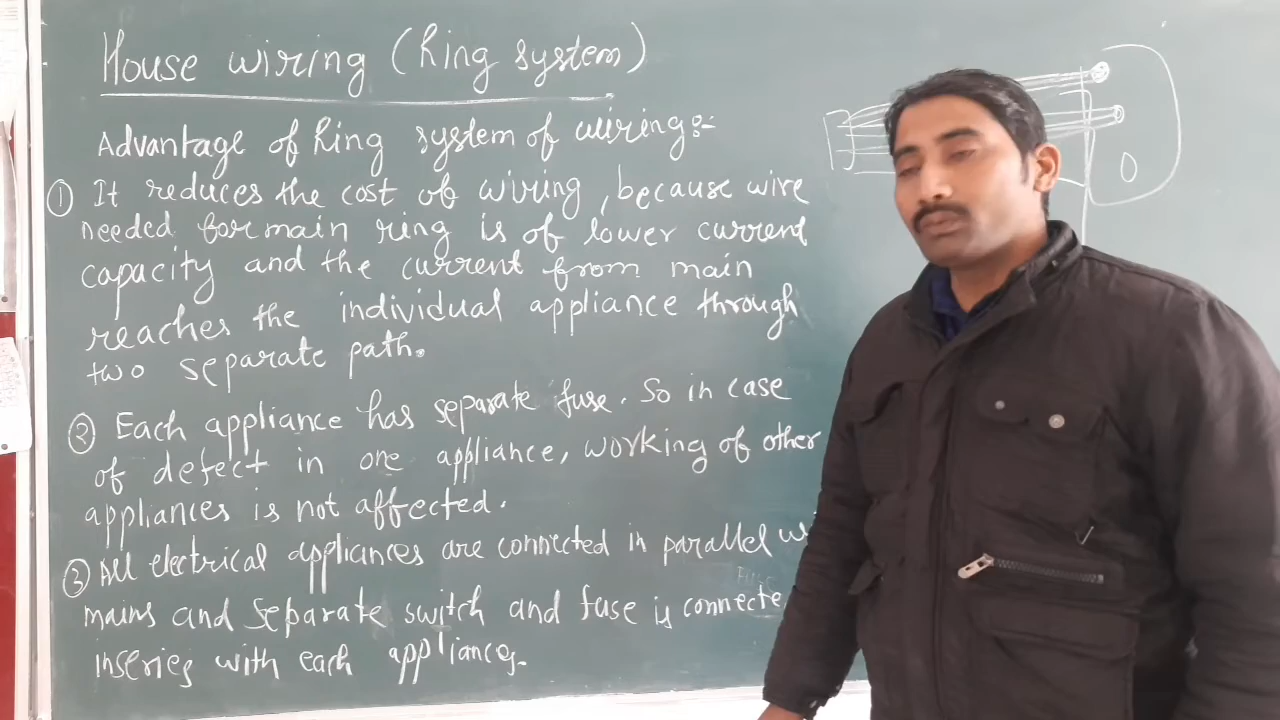 House wiring (Ring system)
Advantage of Ring system of wiring:-
① It reduces the cost of wiring, because wire
needed for main ring is of lower current
capacity and the current from main
reaches the individual appliance through
two separate path.
② Each appliance has separate fuse. So in case
of defect in one appliance, working of other
appliances is not affected.
③ All electrical appliances are connected in parallel wi
mains and separate switch and fuse is connecte
inseries with each appliances.